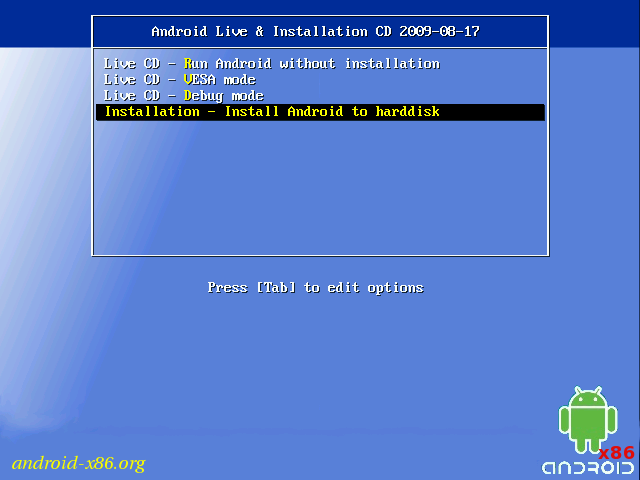 Android Live & Installation CD 2009-08-17
Live CD - Run Android without installation
Live CD - VESA mode
Live CD - Debug mode
Installation - Install Android to harddisk
Press [Tab] to edit options
android-x86.org
x86
ANDROID